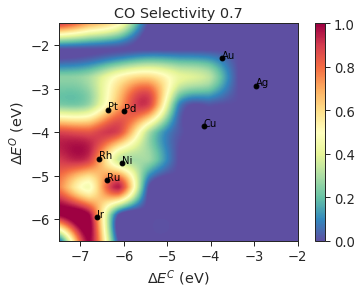 CO Selectivity 0.7
ΔE^O (eV)
−2
−3
−4
−5
−6
Au
Ag
Pt
Pd
Cu
Rh
Ni
Ru
Ir
−7
−6
−5
−4
−3
−2
ΔE^C (eV)
1.0
0.8
0.6
0.4
0.2
0.0